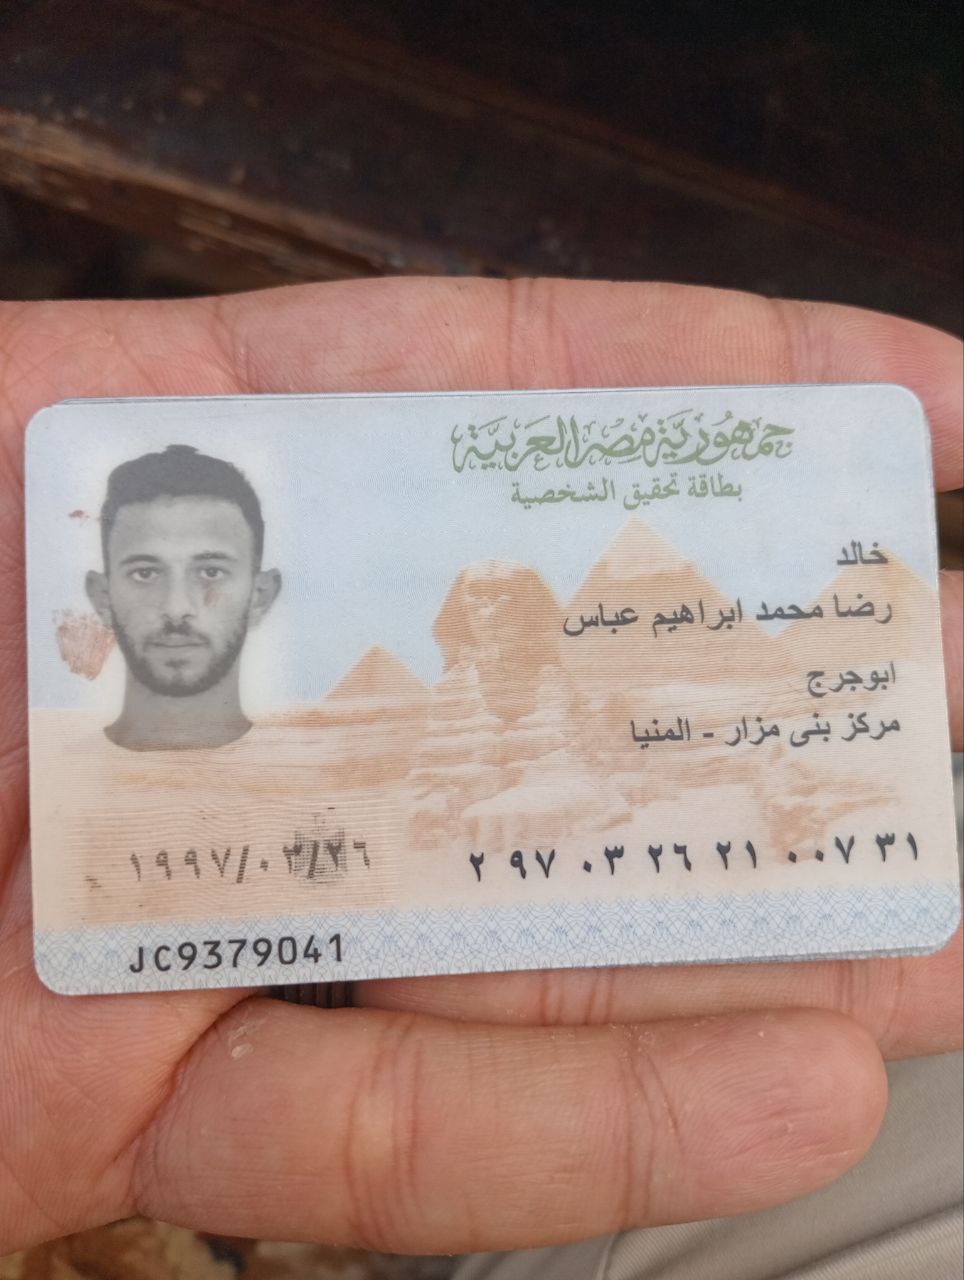 جمهورية مصر العربية
بطاقة تحقيق الشخصية
خالد
رضا محمد ابراهيم عباس
ابوجرج
مركز بنى مزار - المنيا
٢ ٩٧ ٠٣ ٢٦ ٢١ ٠٠٧ ٣١
١٩٩٧/٠٣/٢٦
JC9379041